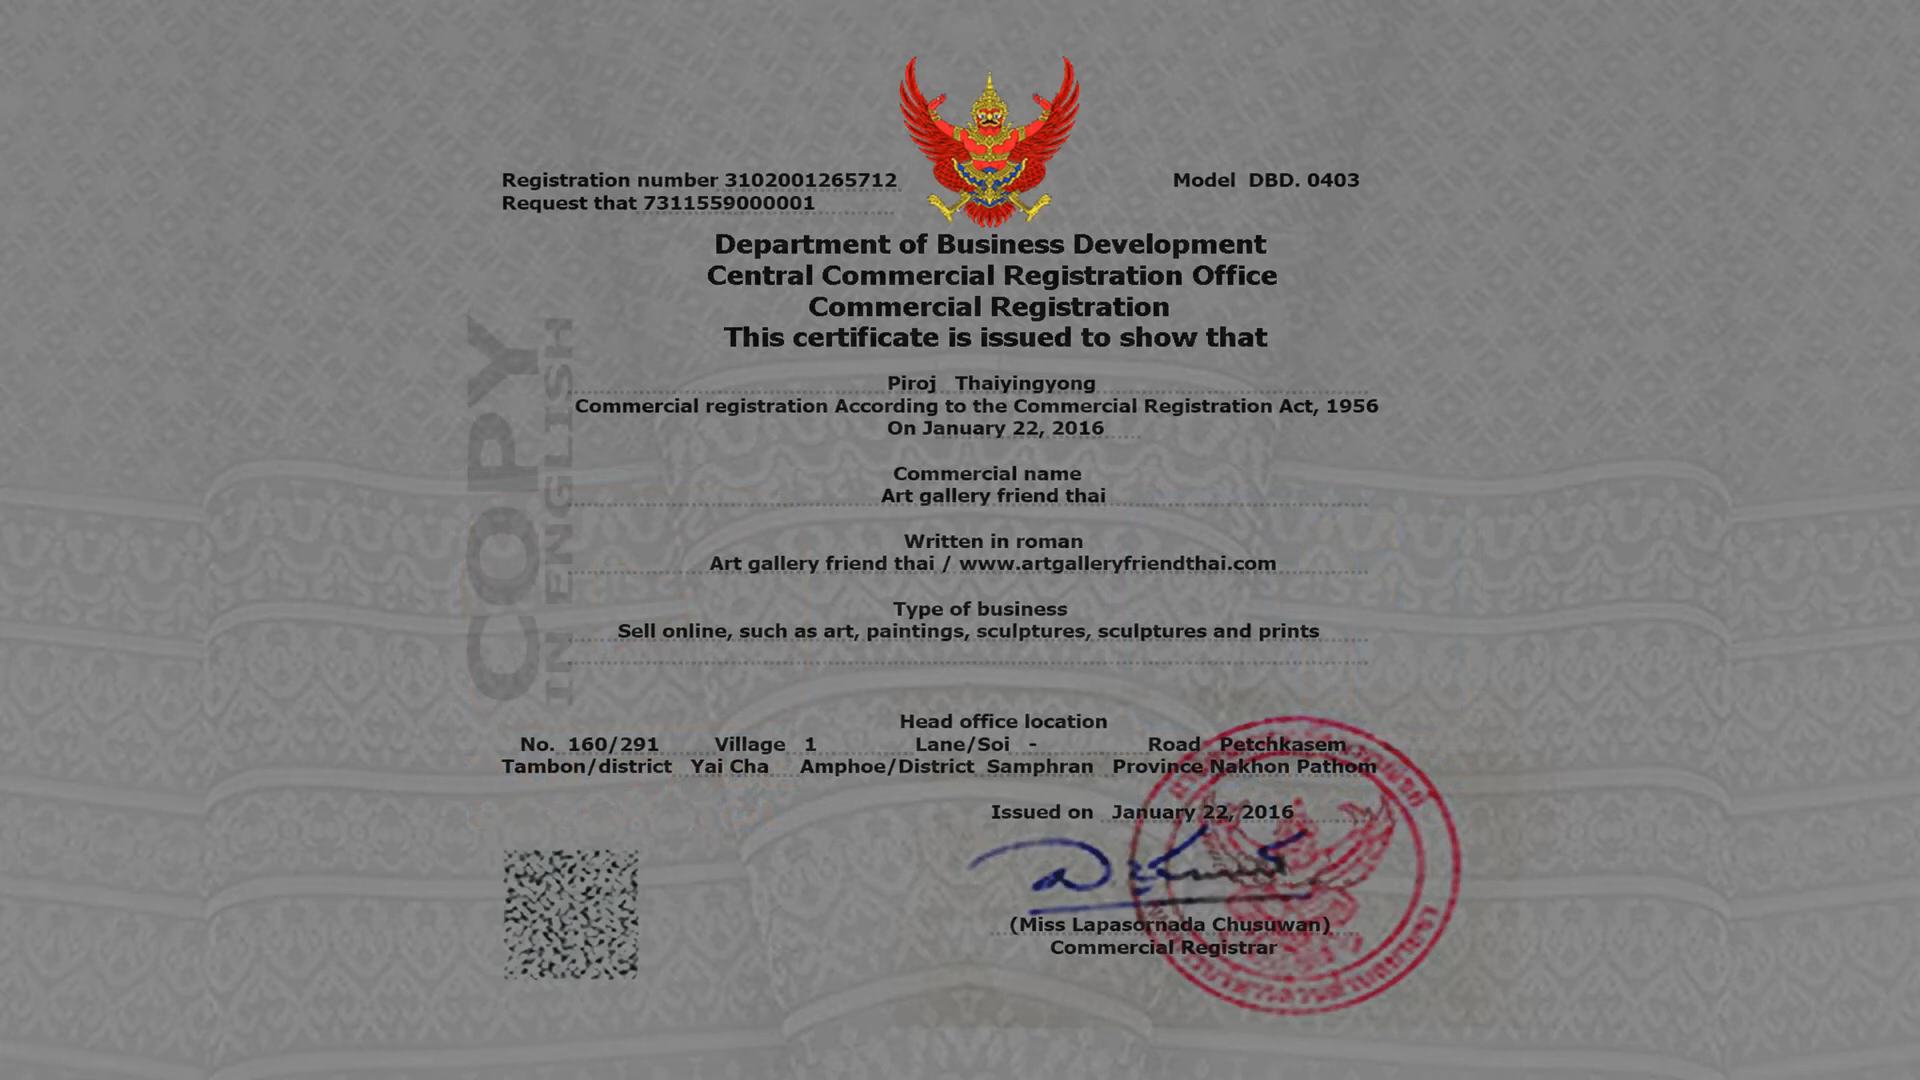 Registration number 3102001265712
Model DBD. 0403
Request that 7311559000001
Department of Business Development
Central Commercial Registration Office
Commercial Registration
This certificate is issued to show that
Piroj Thaiyingyong
Commercial registration According to the Commercial Registration Act, 1956
On January 22, 2016
Commercial name
Art gallery friend thai
Written in roman
Art gallery friend thai / www.artgalleryfriendthai.com
Type of business
Sell online, such as art, paintings, sculptures, sculptures and prints
COPY
IN ENGLISH
Head office location
No. 160/291 Village 1 Lane/Soi - Road Petchkasem
Tambon/district Yai Cha Amphoe/District Samphran Province Nakhon Pathom
Issued on January 22, 2016
(Miss Lapasornada Chusuwan)
Commercial Registrar